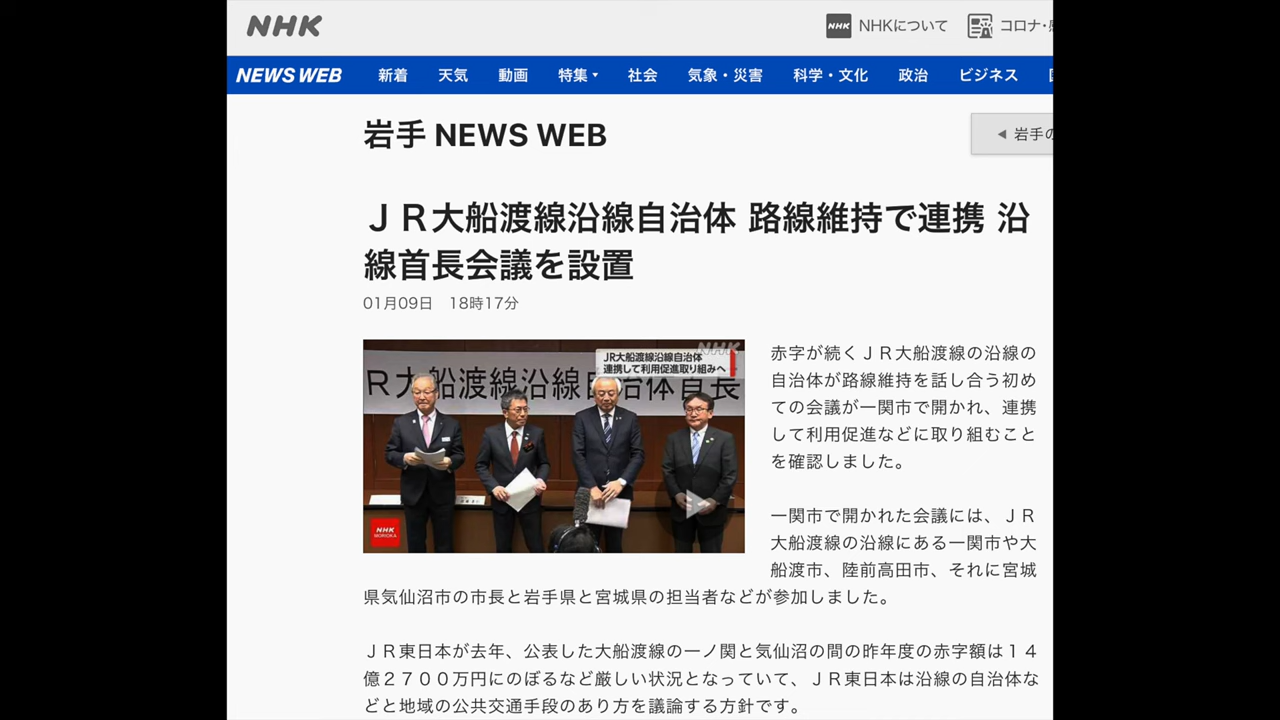 NHK
NHK NHKについて
コロナ・
NEWS WEB 新着 天気 動画 特集 社会 気象・災害 科学・文化 政治 ビジネス
岩手 NEWS WEB
◀ 岩手の
ＪＲ大船渡線沿線自治体 路線維持で連携 沿
線首長会議を設置
01月09日 18時17分
NHK
JR大船渡線沿線自治体
連携して利用促進取り組みへ
R大船渡線沿線自治体首長
NHK
MORIOKA
赤字が続くＪＲ大船渡線の沿線の
自治体が路線維持を話し合う初め
ての会議が一関市で開かれ、連携
して利用促進などに取り組むこと
を確認しました。
一関市で開かれた会議には、ＪＲ
大船渡線の沿線にある一関市や大
船渡市、陸前高田市、それに宮城
県気仙沼市の市長と岩手県と宮城県の担当者などが参加しました。
ＪＲ東日本が去年、公表した大船渡線の一ノ関と気仙沼の間の昨年度の赤字額は１４
億２７００万円にのぼるなど厳しい状況となっていて、ＪＲ東日本は沿線の自治体な
どと地域の公共交通手段のあり方を議論する方針です。